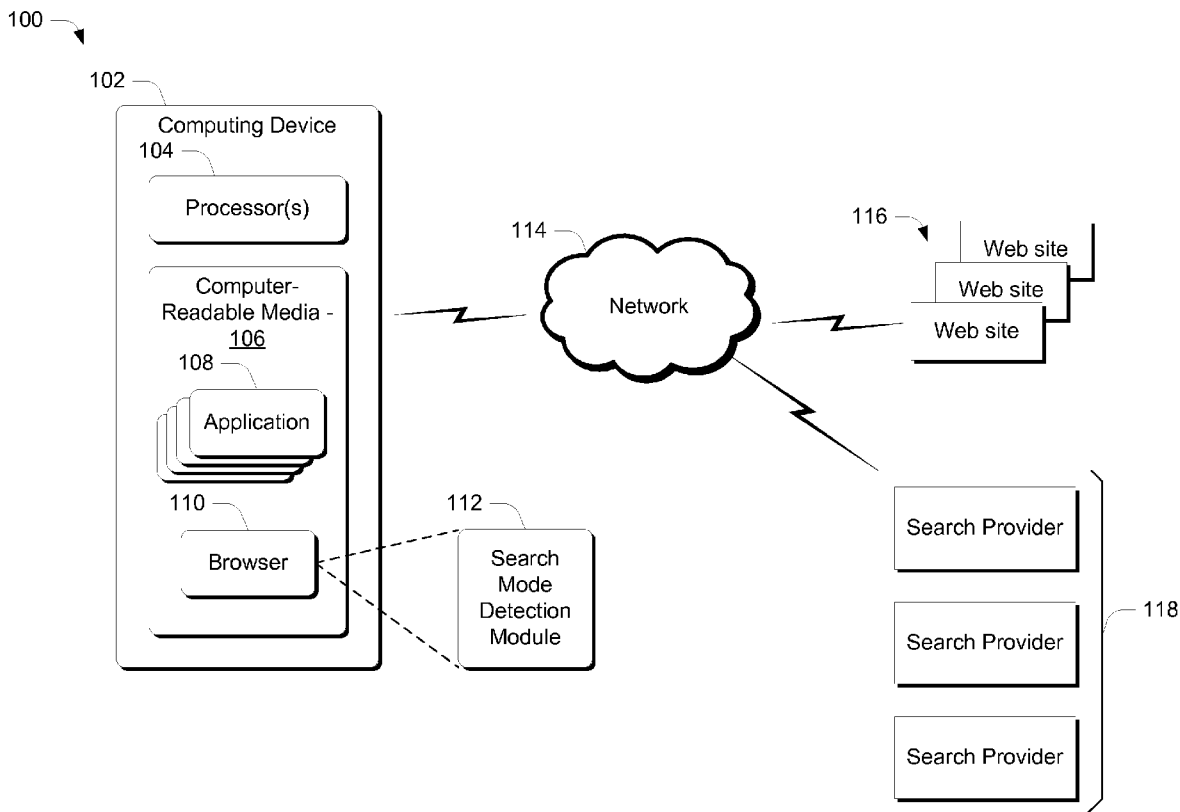 100
102
Computing Device
104
Processor(s)
Computer-
Readable Media -
106
108
Application
110
Browser
112
Search
Mode
Detection
Module
114
Network
116
Web site
Web site
Web site
Search Provider
Search Provider
Search Provider
118